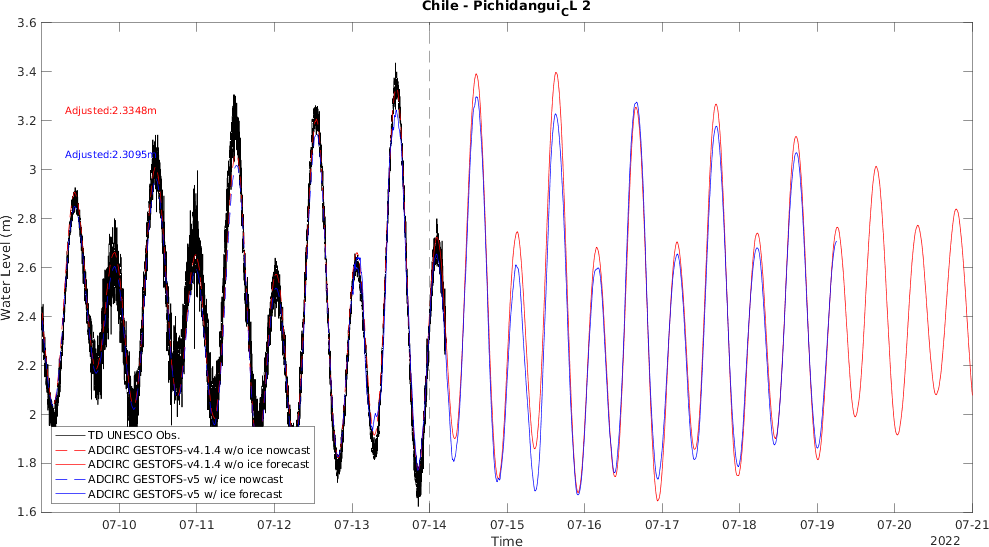 Chile - Pichidangui_CL 2
3.6
3.4
3.2
3
2.8
2.6
2.4
2.2
2
1.8
1.6
Water Level (m)
Adjusted:2.3348m
Adjusted:2.3095m
TD UNESCO Obs.
ADCIRC GESTOFS-v4.1.4 w/o ice nowcast
ADCIRC GESTOFS-v4.1.4 w/o ice forecast
ADCIRC GESTOFS-v5 w/ ice nowcast
ADCIRC GESTOFS-v5 w/ ice forecast
07-10 07-11 07-12 07-13 07-14 07-15 07-16 07-17 07-18 07-19 07-20 07-21
Time
2022